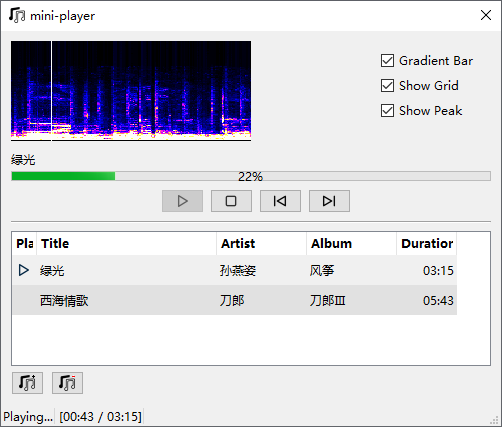 mini-player
Gradient Bar
Show Grid
Show Peak
绿光
22%
Pla Title Artist Album Duration
绿光 孙燕姿 风筝 03:15
西海情歌 刀郎 刀郎Ⅲ 05:43
Playing... [00:43 / 03:15]